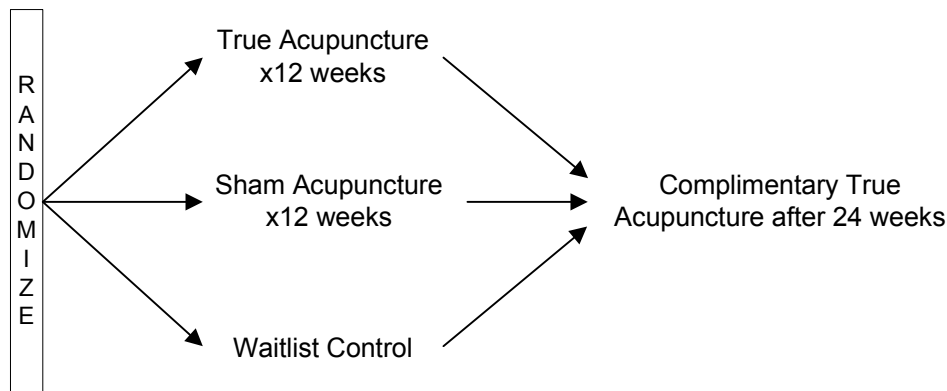 RANDOMIZE
True Acupuncture
x12 weeks
Sham Acupuncture
x12 weeks
Waitlist Control
Complimentary True
Acupuncture after 24 weeks